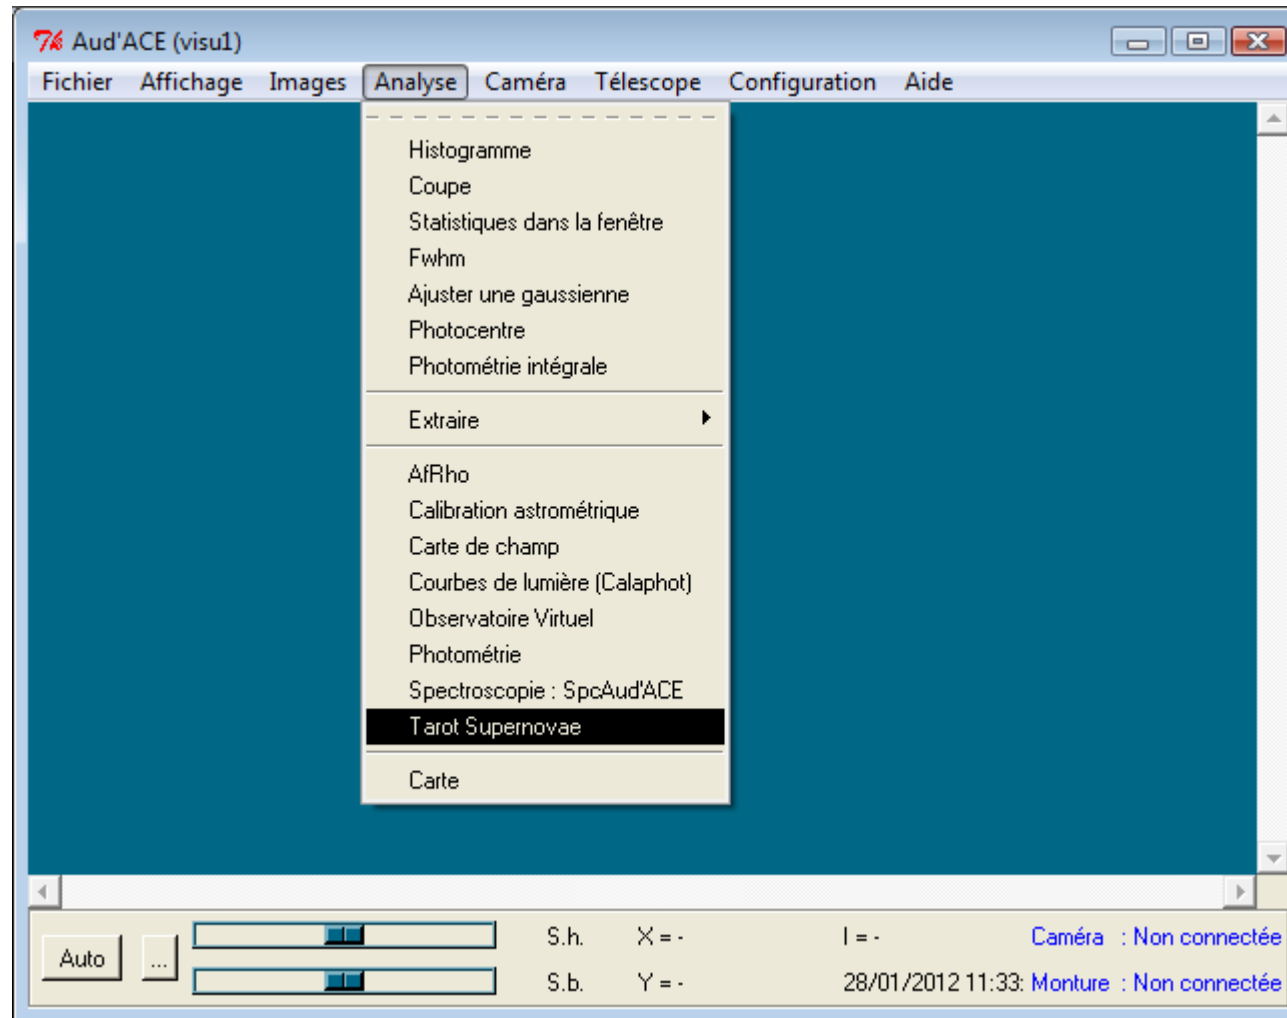 Aud'ACE (visu1)
Fichier Affichage Images Analyse Caméra Télescope Configuration Aide
Histogramme
Coupe
Statistiques dans la fenêtre
Fwhm
Ajuster une gaussienne
Photocentre
Photométrie intégrale
Extraire
AfRho
Calibration astrométrique
Carte de champ
Courbes de lumière (Calaphot)
Observatoire Virtuel
Photométrie
Spectroscopie : SpcAud'ACE
Tarot Supernovae
Carte
Auto ... S.h. X = - I = - Caméra : Non connectée
S.b. Y = - 28/01/2012 11:33: Monture : Non connectée